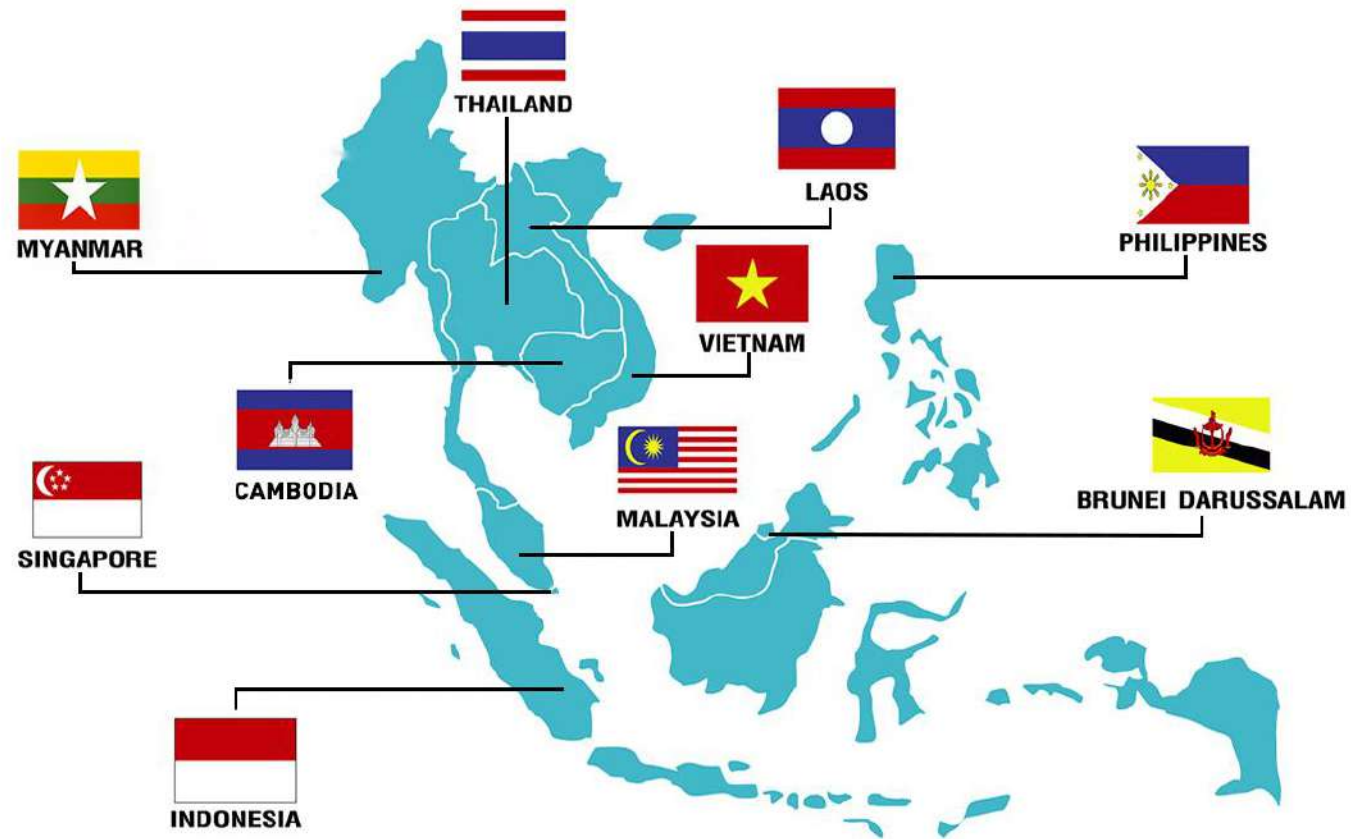 THAILAND
LAOS
MYANMAR
PHILIPPINES
VIETNAM
CAMBODIA
MALAYSIA
BRUNEI DARUSSALAM
SINGAPORE
INDONESIA